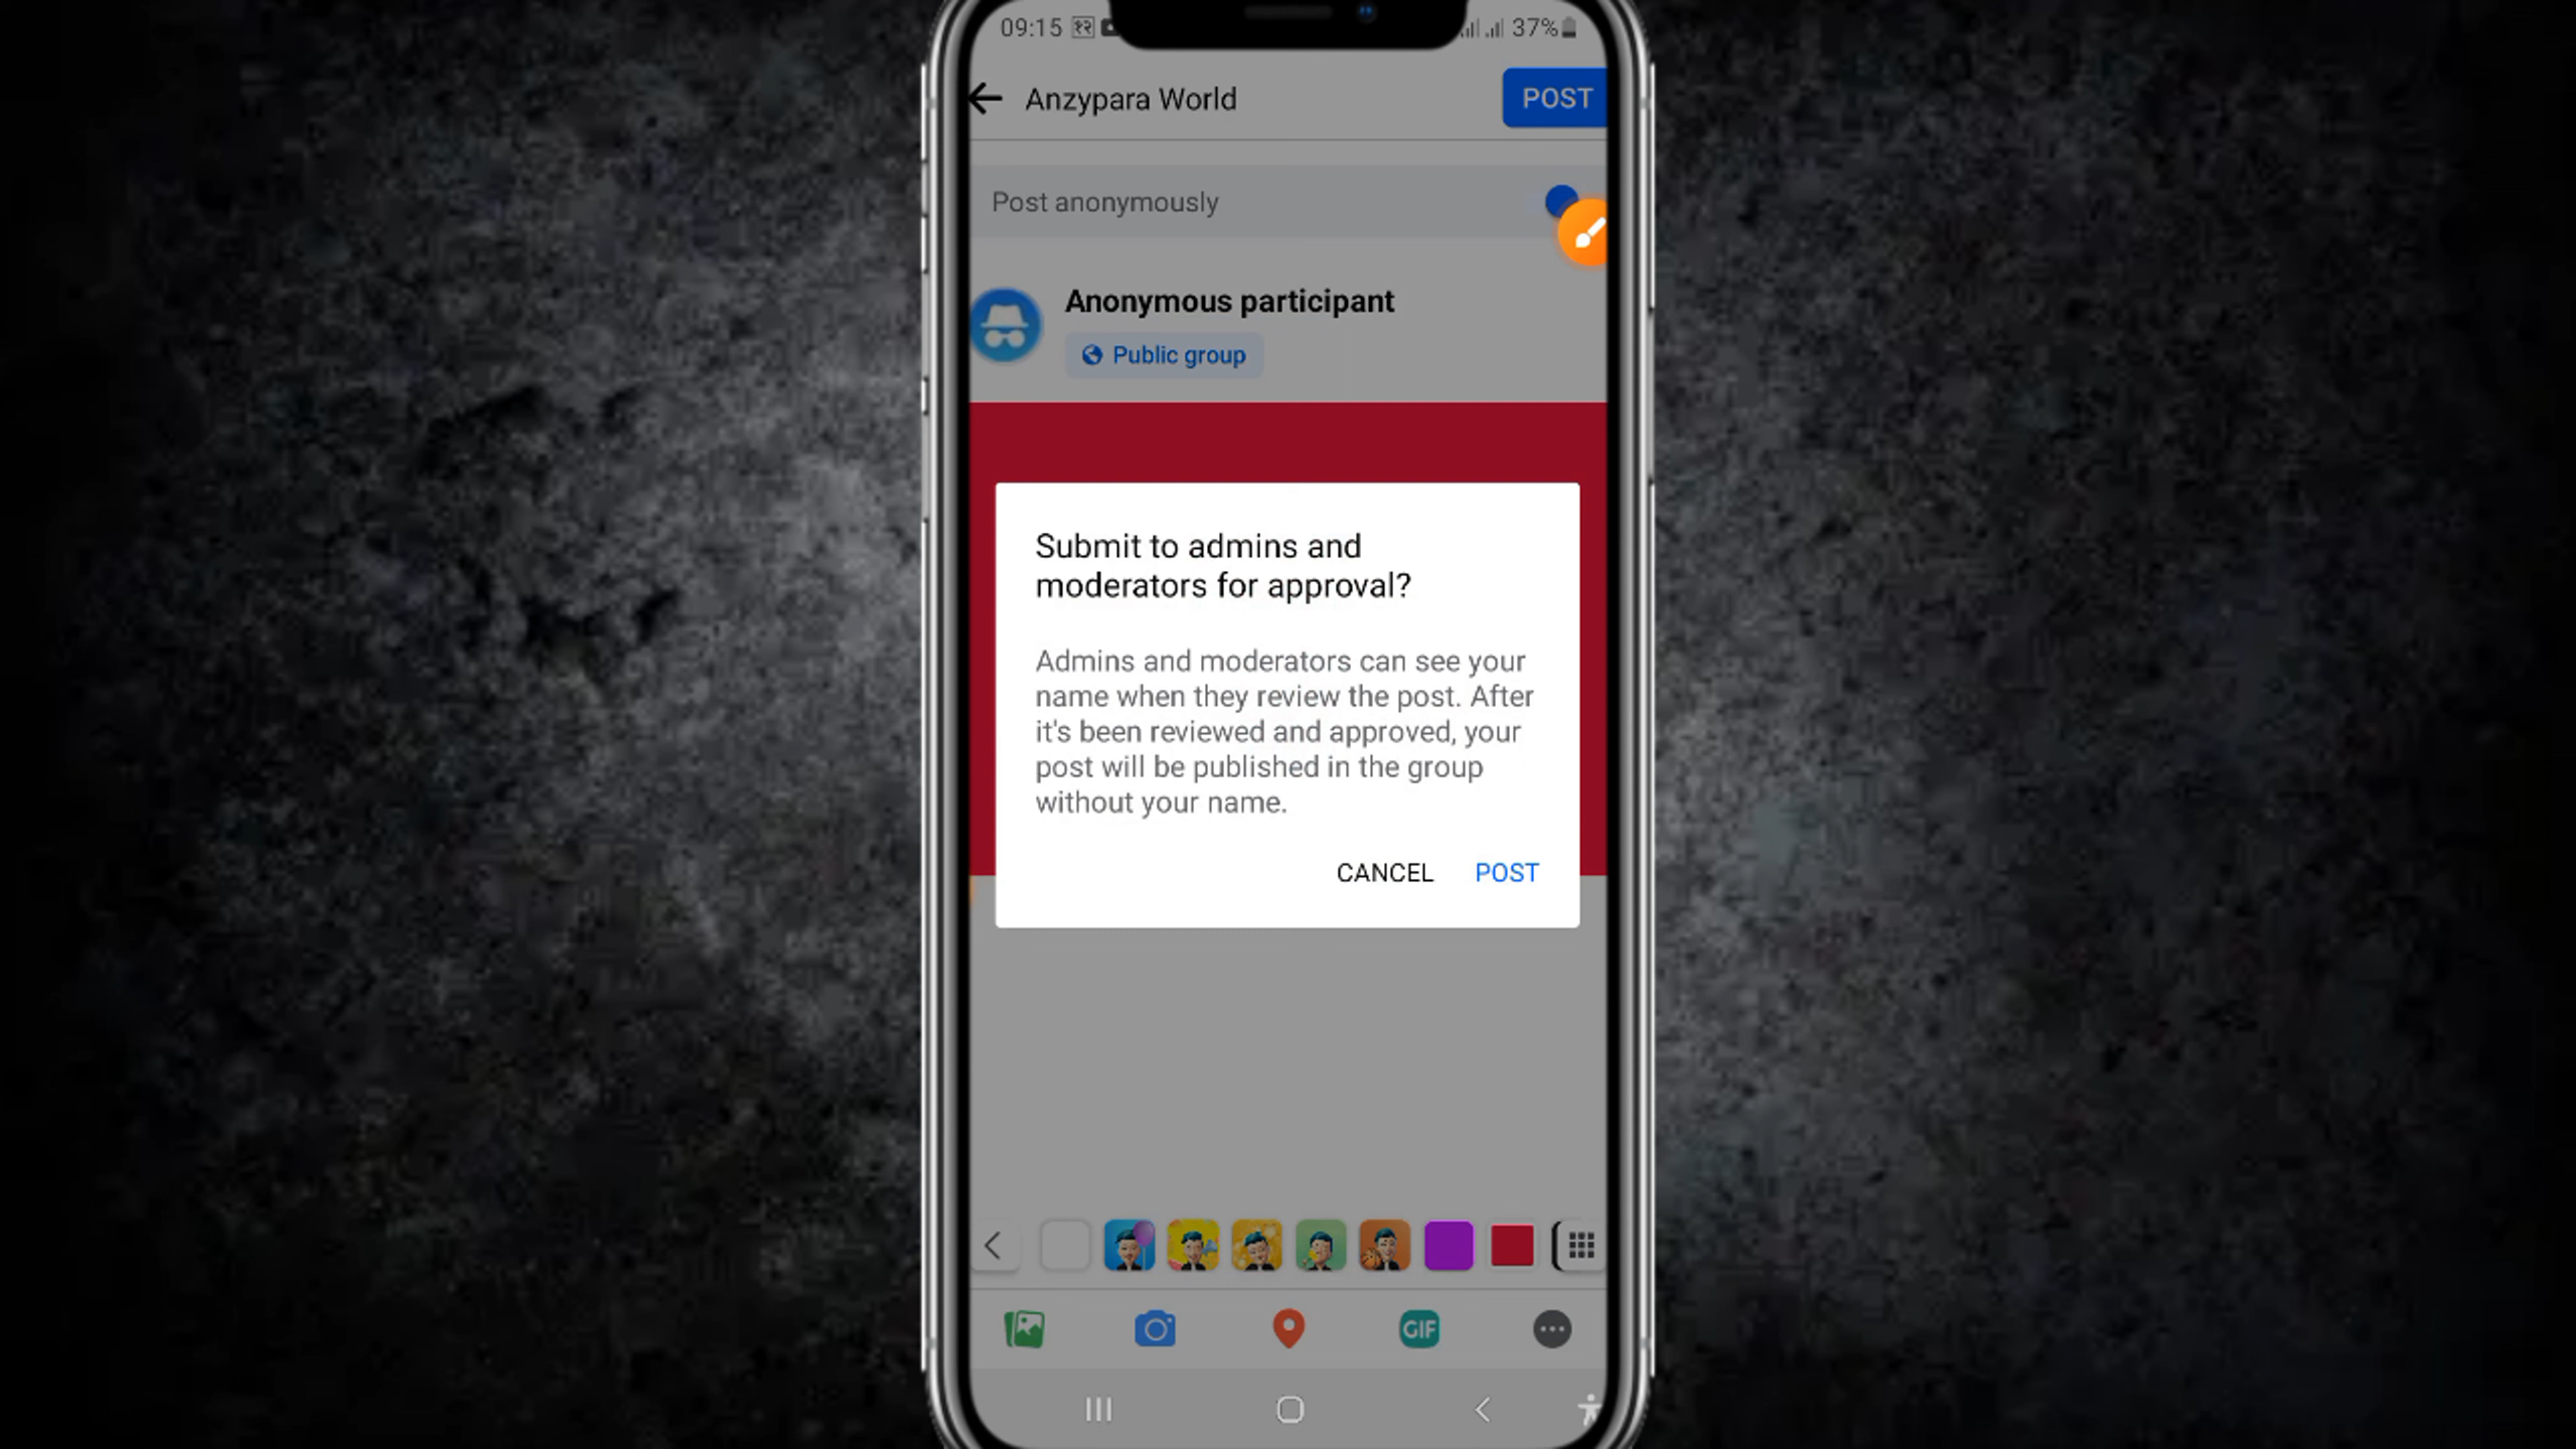 09:15 १२ 37%
Anzypara World
POST
Post anonymously
Anonymous participant
Public group
Submit to admins and
moderators for approval?
Admins and moderators can see your
name when they review the post. After
it's been reviewed and approved, your
post will be published in the group
without your name.
CANCEL POST
GIF